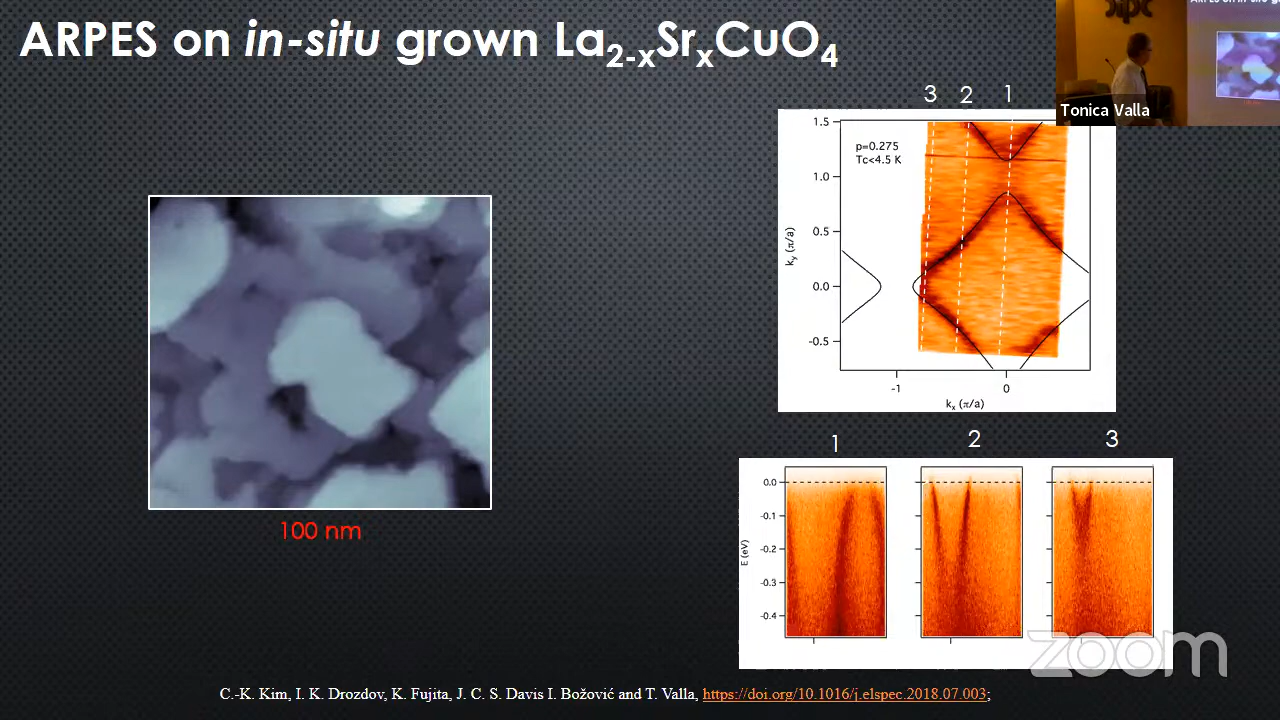 ARPES on in-situ grown La2-xSrxCuO4
dipc
Tonica Valla
3 2 1
p=0.275
Tc<4.5 K
1.5
1.0
0.5
0.0
-0.5
ky (π/a)
-1 0
kx (π/a)
100 nm
1 2 3
0.0
-0.1
-0.2
-0.3
-0.4
E (eV)
zoom
C.-K. Kim, I. K. Drozdov, K. Fujita, J. C. S. Davis I. Božović and T. Valla, https://doi.org/10.1016/j.elspec.2018.07.003;